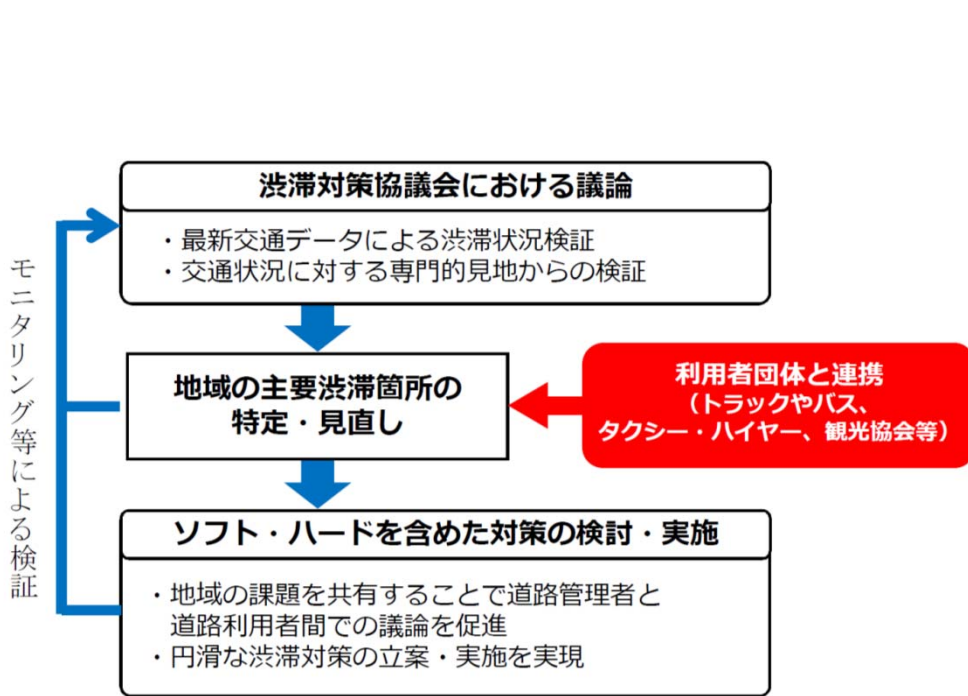 渋滞対策協議会における議論
・最新交通データによる渋滞状況検証
・交通状況に対する専門的見地からの検証
モニタリング等による検証
地域の主要渋滞箇所の
特定・見直し
利用者団体と連携
（トラックやバス、
タクシー・ハイヤー、観光協会等）
ソフト・ハードを含めた対策の検討・実施
・地域の課題を共有することで道路管理者と
道路利用者間での議論を促進
・円滑な渋滞対策の立案・実施を実現